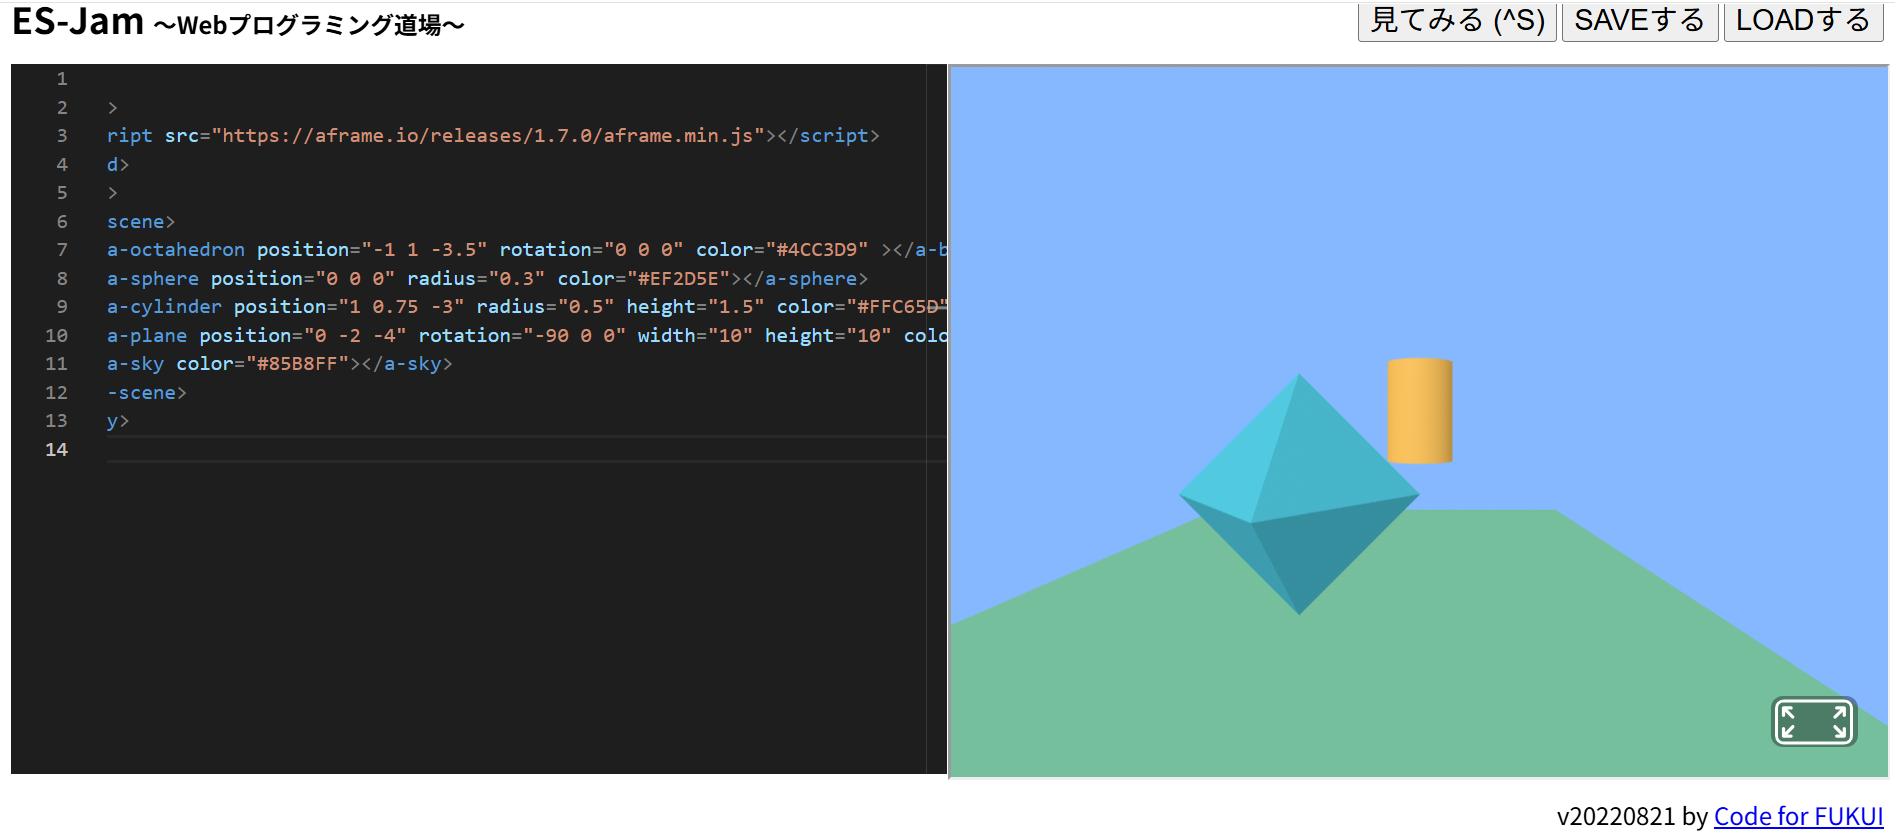 ES-Jam ～Webプログラミング道場～
見てみる (^S) SAVEする LOADする
1
2 >
3 ript src="https://aframe.io/releases/1.7.0/aframe.min.js"></script>
4 d>
5 >
6 scene>
7 a-octahedron position="-1 1 -3.5" rotation="0 0 0" color="#4CC3D9" ></a-b
8 a-sphere position="0 0 0" radius="0.3" color="#EF2D5E"></a-sphere>
9 a-cylinder position="1 0.75 -3" radius="0.5" height="1.5" color="#FFC65D"
10 a-plane position="0 -2 -4" rotation="-90 0 0" width="10" height="10" colo
11 a-sky color="#85B8FF"></a-sky>
12 -scene>
13 y>
14
v20220821 by Code for FUKUI